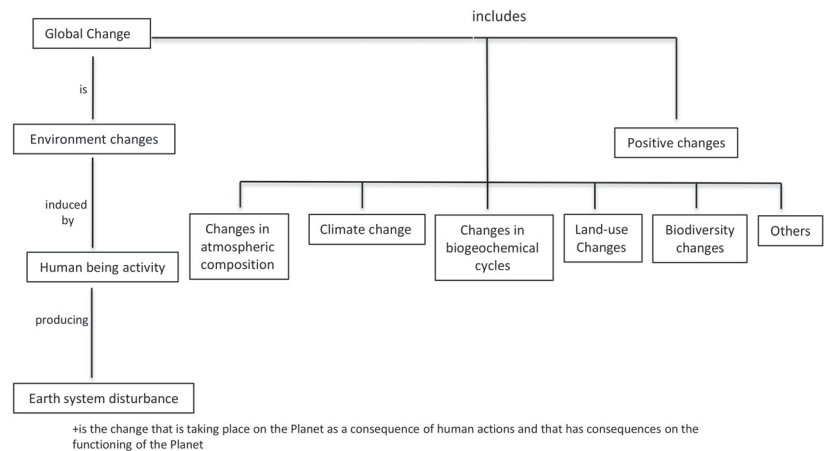 includes
Global Change
is
Environment changes
Positive changes
induced
by
Changes in
atmospheric
composition
Climate change
Changes in
biogeochemical
cycles
Land-use
Changes
Biodiversity
changes
Others
Human being activity
producing
Earth system disturbance
+is the change that is taking place on the Planet as a consequence of human actions and that has consequences on the
functioning of the Planet